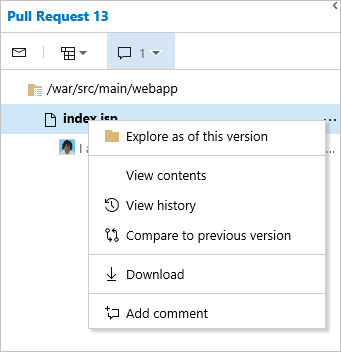 Pull Request 13
1
/war/src/main/webapp
index.jsp
I a
...
Explore as of this version
View contents
View history
Compare to previous version
Download
Add comment